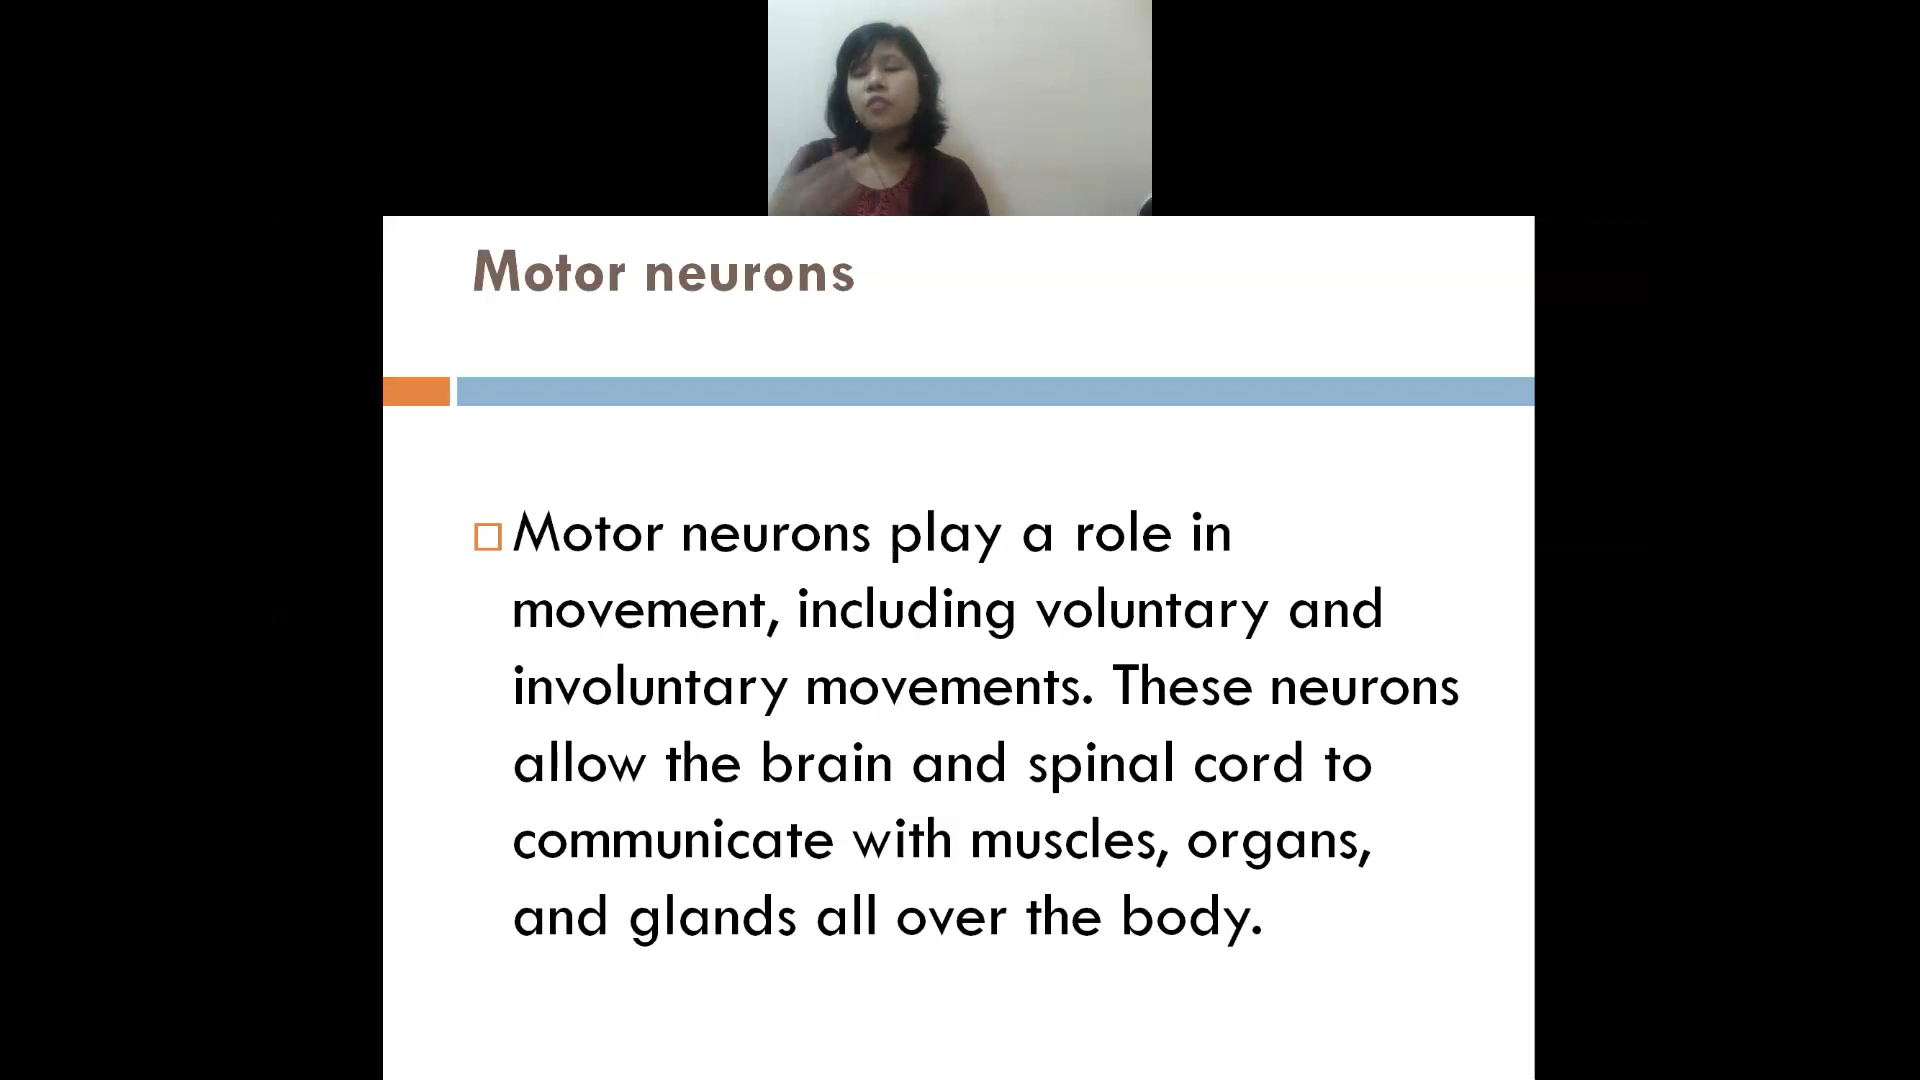 Motor neurons
Motor neurons play a role in
movement, including voluntary and
involuntary movements. These neurons
allow the brain and spinal cord to
communicate with muscles, organs,
and glands all over the body.